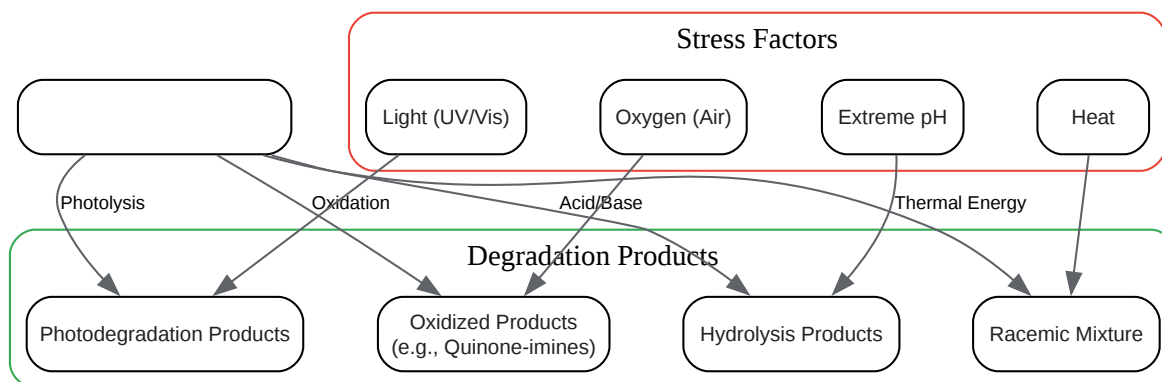 Stress Factors
Light (UV/Vis)
Oxygen (Air)
Extreme pH
Heat
Photolysis
Oxidation
Acid/Base
Thermal Energy
Degradation Products
Photodegradation Products
Oxidized Products
(e.g., Quinone-imines)
Hydrolysis Products
Racemic Mixture